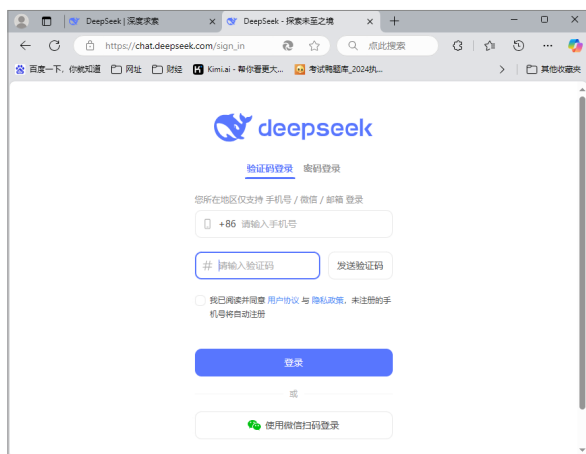 DeepSeek | 深度求索
DeepSeek - 探索未至之境
https://chat.deepseek.com/sign_in
点此搜索
百度一下，你就知道
网址
财经
Kimi.ai - 帮你看更大...
考试鸭题库_2024执...
其他收藏夹
deepseek
验证码登录 密码登录
您所在地区仅支持 手机号 / 微信 / 邮箱 登录
+86 请输入手机号
# 请输入验证码 发送验证码
我已阅读并同意 用户协议 与 隐私政策，未注册的手
机号将自动注册
登录
或
使用微信扫码登录